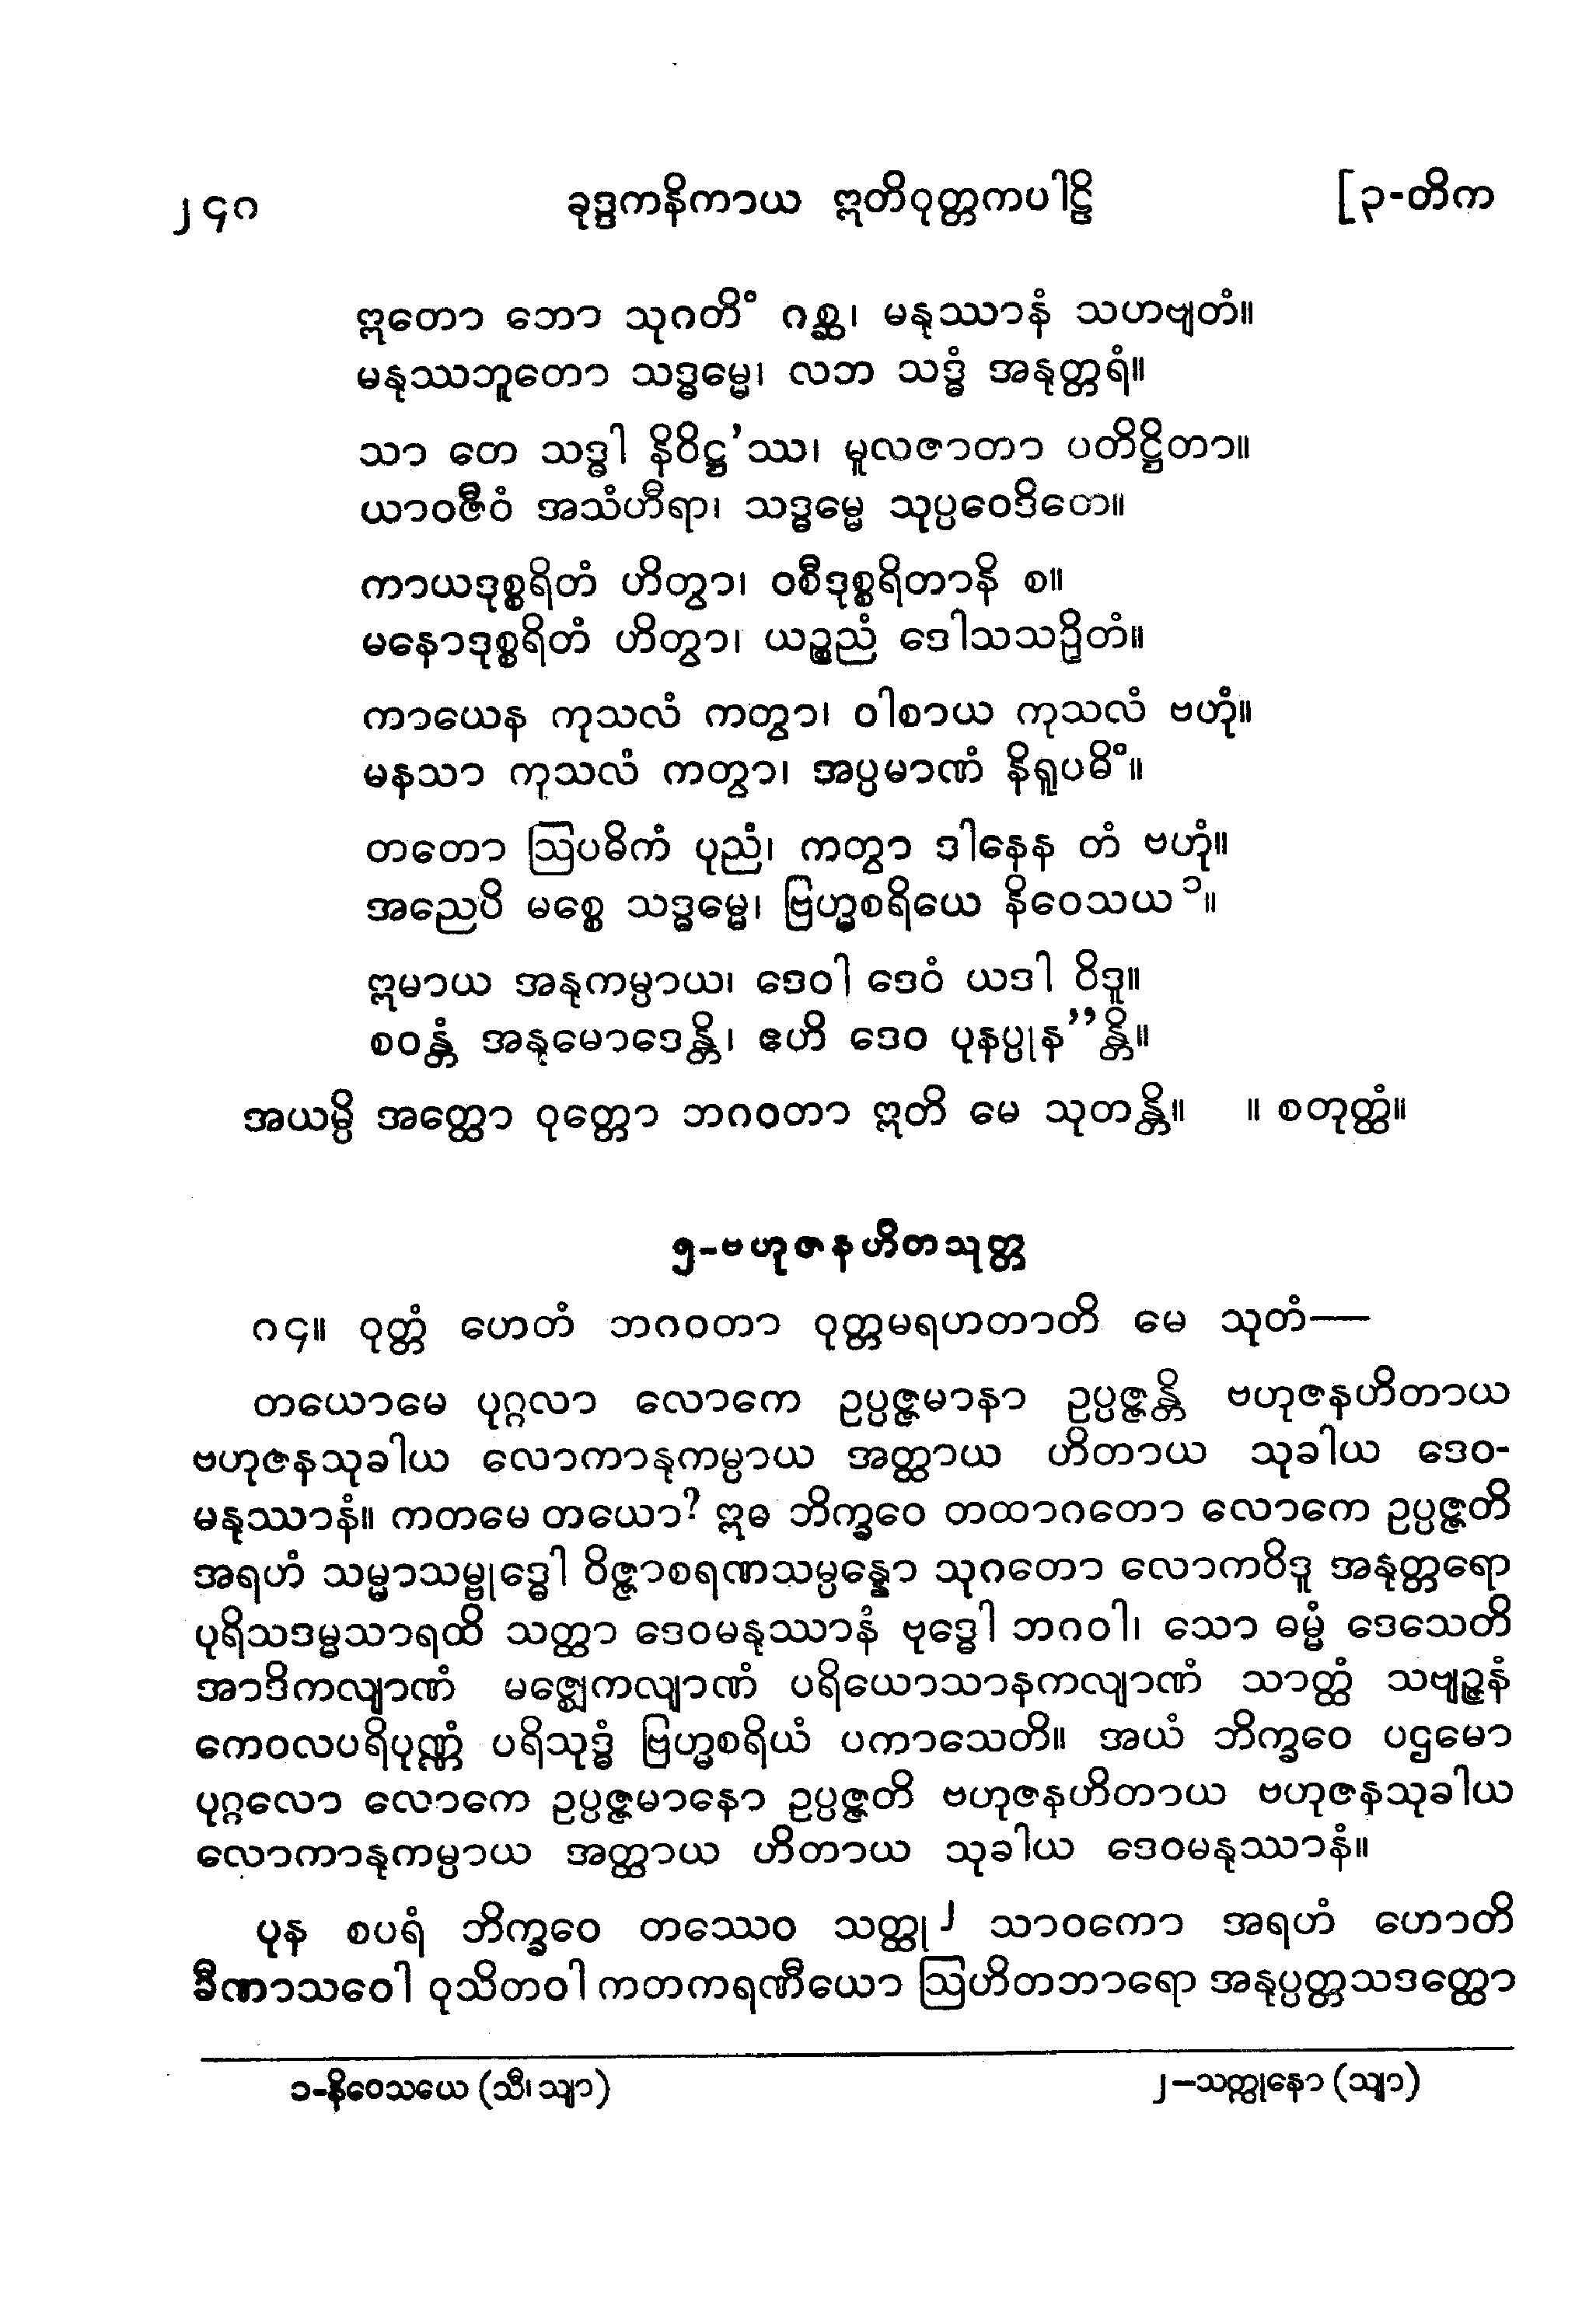 ၂၄၈ ခုဒ္ဒကနိကာယ ဣတိဝုတ္တကပါဠိ [၃-တိက
ဣတော ဘော သုဂတိံ ဂစ္ဆ၊ မနုဿာနံ သဟဗျတံ။
မနုဿဘူတော သဒ္ဓမ္မေ၊ လဘ သဒ္ဓံ အနုတ္တရံ။
သာ တေ သဒ္ဓါ နိဝိဋ္ဌ’ဿ၊ မူလဇာတာ ပတိဋ္ဌိတာ။
ယာဝဇီဝံ အသံဟီရာ၊ သဒ္ဓမ္မေ သုပ္ပဝေဒိတေ။
ကာယဒုစ္စရိတံ ဟိတွာ၊ ဝစီဒုစ္စရိတာနိ စ။
မနောဒုစ္စရိတံ ဟိတွာ၊ ယဉ္စညံ ဒေါသသဉှိတံ။
ကာယေန ကုသလံ ကတွာ၊ ဝါစာယ ကုသလံ ဗဟုံ။
မနသာ ကုသလံ ကတွာ၊ အပ္ပမာဏံ နိရူပဓိံ။
တတော ဩပဓိကံ ပုညံ၊ ကတွာ ဒါနေန တံ ဗဟုံ။
အညေပိ မစ္စေ သဒ္ဓမ္မေ၊ ဗြဟ္မစရိယေ နိဝေသယ၁။
ဣမာယ အနုကမ္ပာယ၊ ဒေဝါ ဒေဝံ ယဒါ ဝိဒူ။
စဝန္တံ အနုမောဒေန္တိ၊ ဧဟိ ဒေဝ ပုနပ္ပုန’’န္တိ။
အယမ္ပိ အတ္ထော ဝုတ္တော ဘဂဝတာ ဣတိ မေ သုတန္တိ။ ။ စတုတ္ထံ။
၅-ဗဟုဇနဟိတသုတ္တ
၈၄။ ဝုတ္တံ ဟေတံ ဘဂဝတာ ဝုတ္တမရဟတာတိ မေ သုတံ—
တယောမေ ပုဂ္ဂလာ လောကေ ဥပ္ပဇ္ဇမာနာ ဥပ္ပဇ္ဇန္တိ ဗဟုဇနဟိတာယ
ဗဟုဇနသုခါယ လောကာနုကမ္ပာယ အတ္ထာယ ဟိတာယ သုခါယ ဒေဝ-
မနုဿာနံ။ ကတမေ တယော? ဣဓ ဘိက္ခဝေ တထာဂတော လောကေ ဥပ္ပဇ္ဇတိ
အရဟံ သမ္မာသမ္ဗုဒ္ဓေါ ဝိဇ္ဇာစရဏသမ္ပန္နော သုဂတော လောကဝိဒူ အနုတ္တရော
ပုရိသဒမ္မသာရထိ သတ္ထာ ဒေဝမနုဿာနံ ဗုဒ္ဓေါ ဘဂဝါ၊ သော ဓမ္မံ ဒေသေတိ
အာဒိကလျာဏံ မဇ္ဈေကလျာဏံ ပရိယောသာနကလျာဏံ သာတ္ထံ သဗျဉ္ဇနံ
ကေဝလပရိပုဏ္ဏံ ပရိသုဒ္ဓံ ဗြဟ္မစရိယံ ပကာသေတိ။ အယံ ဘိက္ခဝေ ပဌမော
ပုဂ္ဂလော လောကေ ဥပ္ပဇ္ဇမာနော ဥပ္ပဇ္ဇတိ ဗဟုဇနဟိတာယ ဗဟုဇနသုခါယ
လောကာနုကမ္ပာယ အတ္ထာယ ဟိတာယ သုခါယ ဒေဝမနုဿာနံ။
ပုန စပရံ ဘိက္ခဝေ တဿေဝ သတ္ထု၂ သာဝကော အရဟံ ဟောတိ
ခီဏာသဝေါ ဝုသိတဝါ ကတကရဏီယော ဩဟိတဘာရော အနုပ္ပတ္တသဒတ္ထော
၁-နိဝေသယေ (သီ၊ သျာ) ၂—သတ္ထုနော (သျာ)